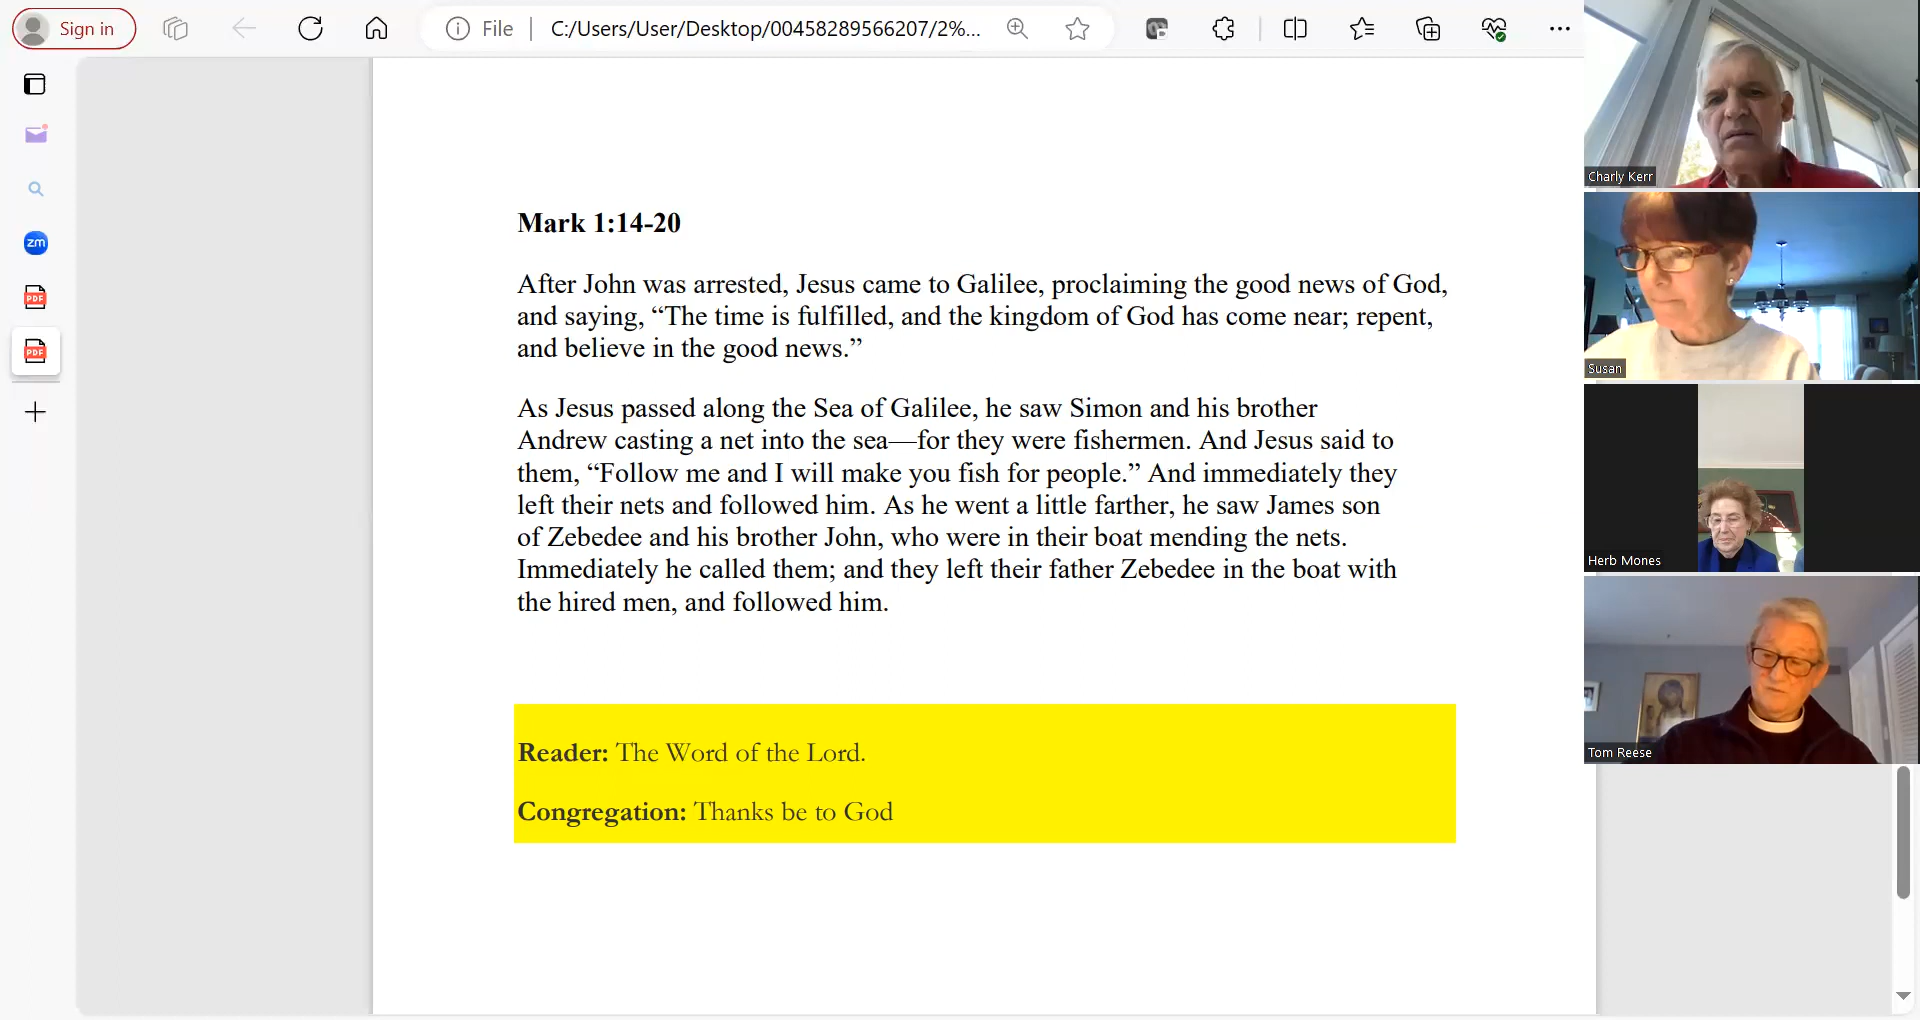 Sign in
File
C:/Users/User/Desktop/00458289566207/2%...
zm
PDF
PDF
Mark 1:14-20
After John was arrested, Jesus came to Galilee, proclaiming the good news of God,
and saying, “The time is fulfilled, and the kingdom of God has come near; repent,
and believe in the good news.”
As Jesus passed along the Sea of Galilee, he saw Simon and his brother
Andrew casting a net into the sea—for they were fishermen. And Jesus said to
them, “Follow me and I will make you fish for people.” And immediately they
left their nets and followed him. As he went a little farther, he saw James son
of Zebedee and his brother John, who were in their boat mending the nets.
Immediately he called them; and they left their father Zebedee in the boat with
the hired men, and followed him.
Reader: The Word of the Lord.
Congregation: Thanks be to God
Charly Kerr
Susan
Herb Mones
Tom Reese